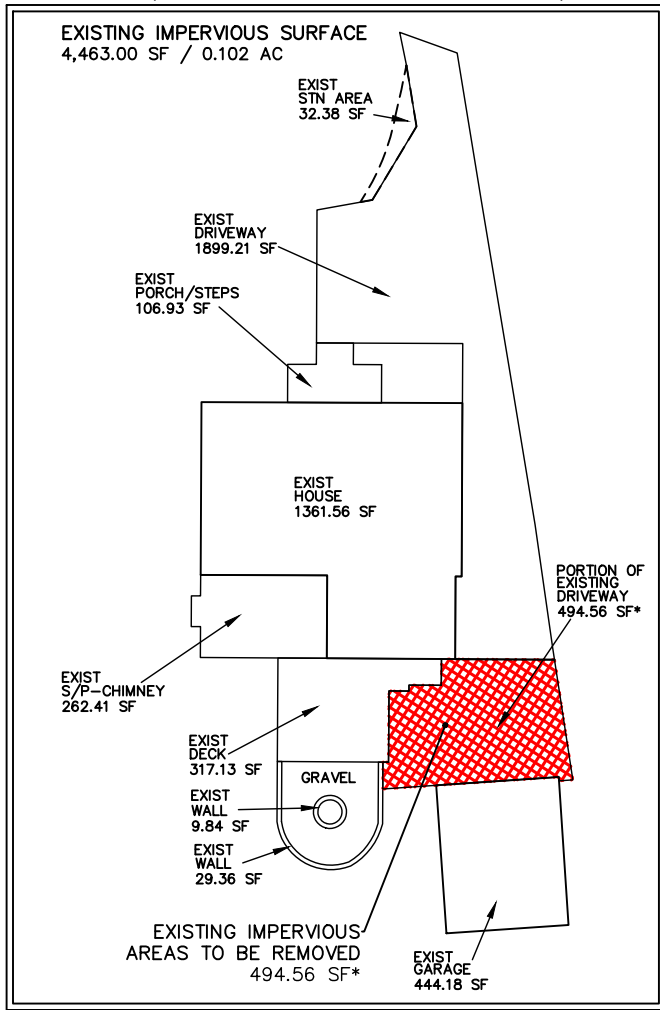 EXISTING IMPERVIOUS SURFACE
4,463.00 SF / 0.102 AC
EXIST
STN AREA
32.38 SF
EXIST
DRIVEWAY
1899.21 SF
EXIST
PORCH/STEPS
106.93 SF
EXIST
HOUSE
1361.56 SF
PORTION OF
EXISTING
DRIVEWAY
494.56 SF*
EXIST
S/P-CHIMNEY
262.41 SF
EXIST
DECK
317.13 SF
GRAVEL
EXIST
WALL
9.84 SF
EXIST
WALL
29.36 SF
EXISTING IMPERVIOUS
AREAS TO BE REMOVED
494.56 SF*
EXIST
GARAGE
444.18 SF